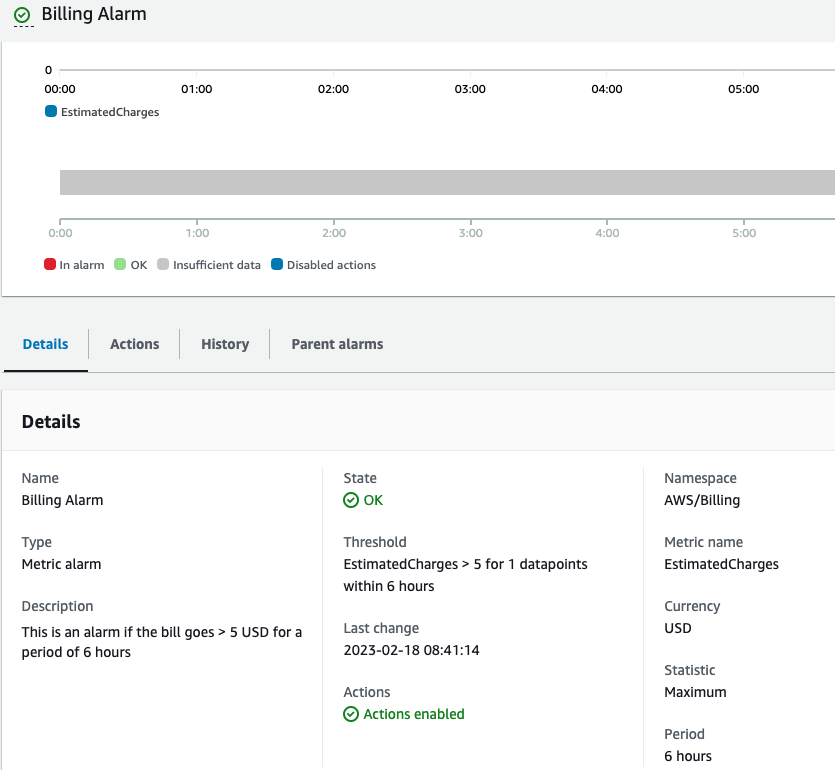 Billing Alarm
0
00:00 01:00 02:00 03:00 04:00 05:00
EstimatedCharges
0:00 1:00 2:00 3:00 4:00 5:00
In alarm OK Insufficient data Disabled actions
Details Actions History Parent alarms
Details
Name
Billing Alarm
Type
Metric alarm
Description
This is an alarm if the bill goes > 5 USD for a
period of 6 hours
State
OK
Threshold
EstimatedCharges > 5 for 1 datapoints
within 6 hours
Last change
2023-02-18 08:41:14
Actions
Actions enabled
Namespace
AWS/Billing
Metric name
EstimatedCharges
Currency
USD
Statistic
Maximum
Period
6 hours